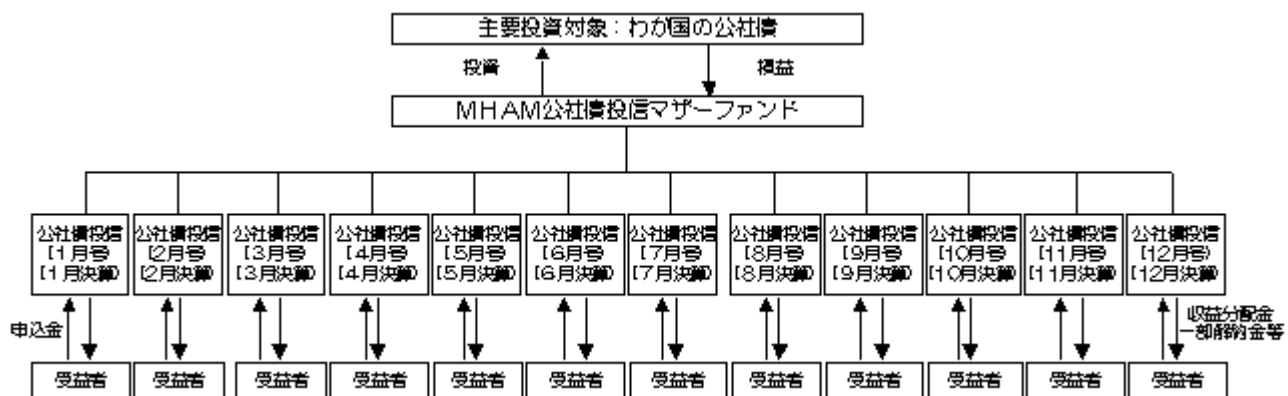 主要投資対象：わが国の公社債
投資
損益
MHAM公社債投信マザーファンド
公社債投信
[1月号]
[1月決算]
公社債投信
[2月号]
[2月決算]
公社債投信
[3月号]
[3月決算]
公社債投信
[4月号]
[4月決算]
公社債投信
[5月号]
[5月決算]
公社債投信
[6月号]
[6月決算]
公社債投信
[7月号]
[7月決算]
公社債投信
[8月号]
[8月決算]
公社債投信
[9月号]
[9月決算]
公社債投信
[10月号]
[10月決算]
公社債投信
[11月号]
[11月決算]
公社債投信
[12月号]
[12月決算]
申込金
収益分配金
一部解約金等
受益者
受益者
受益者
受益者
受益者
受益者
受益者
受益者
受益者
受益者
受益者
受益者